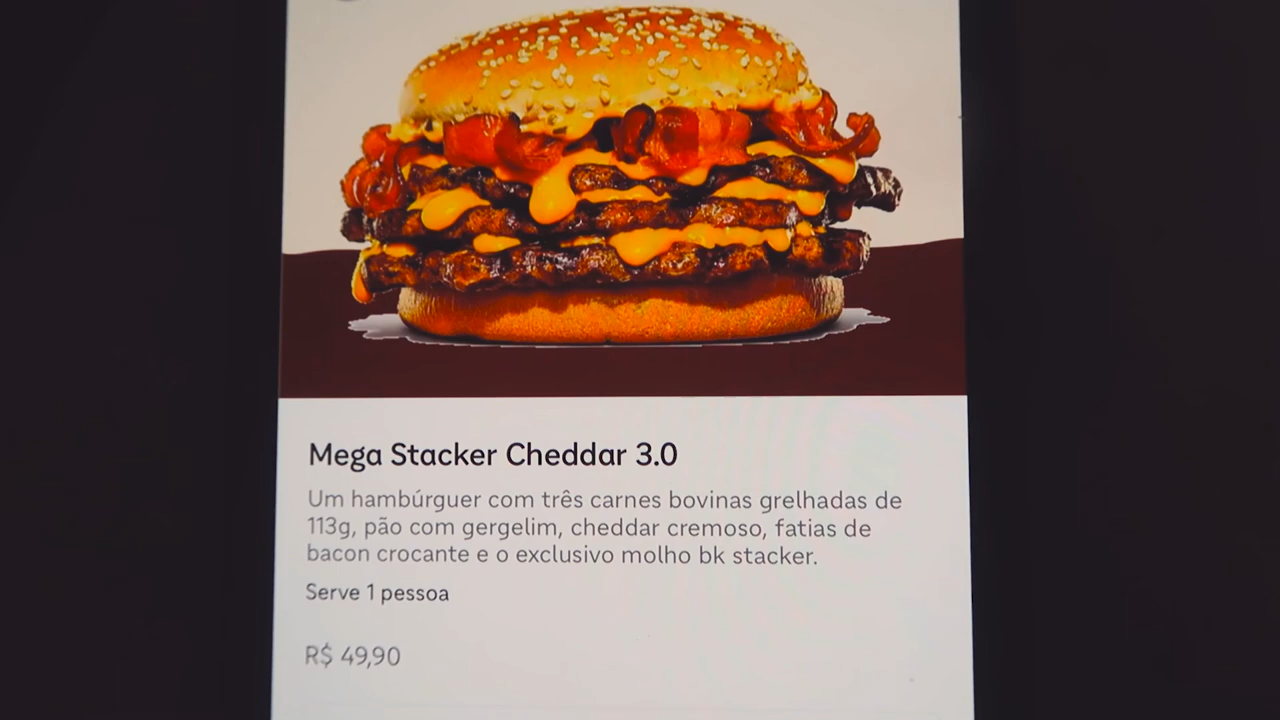 Mega Stacker Cheddar 3.0
Um hambúrguer com três carnes bovinas grelhadas de
113g, pão com gergelim, cheddar cremoso, fatias de
bacon crocante e o exclusivo molho bk stacker.
Serve 1 pessoa
R$ 49,90